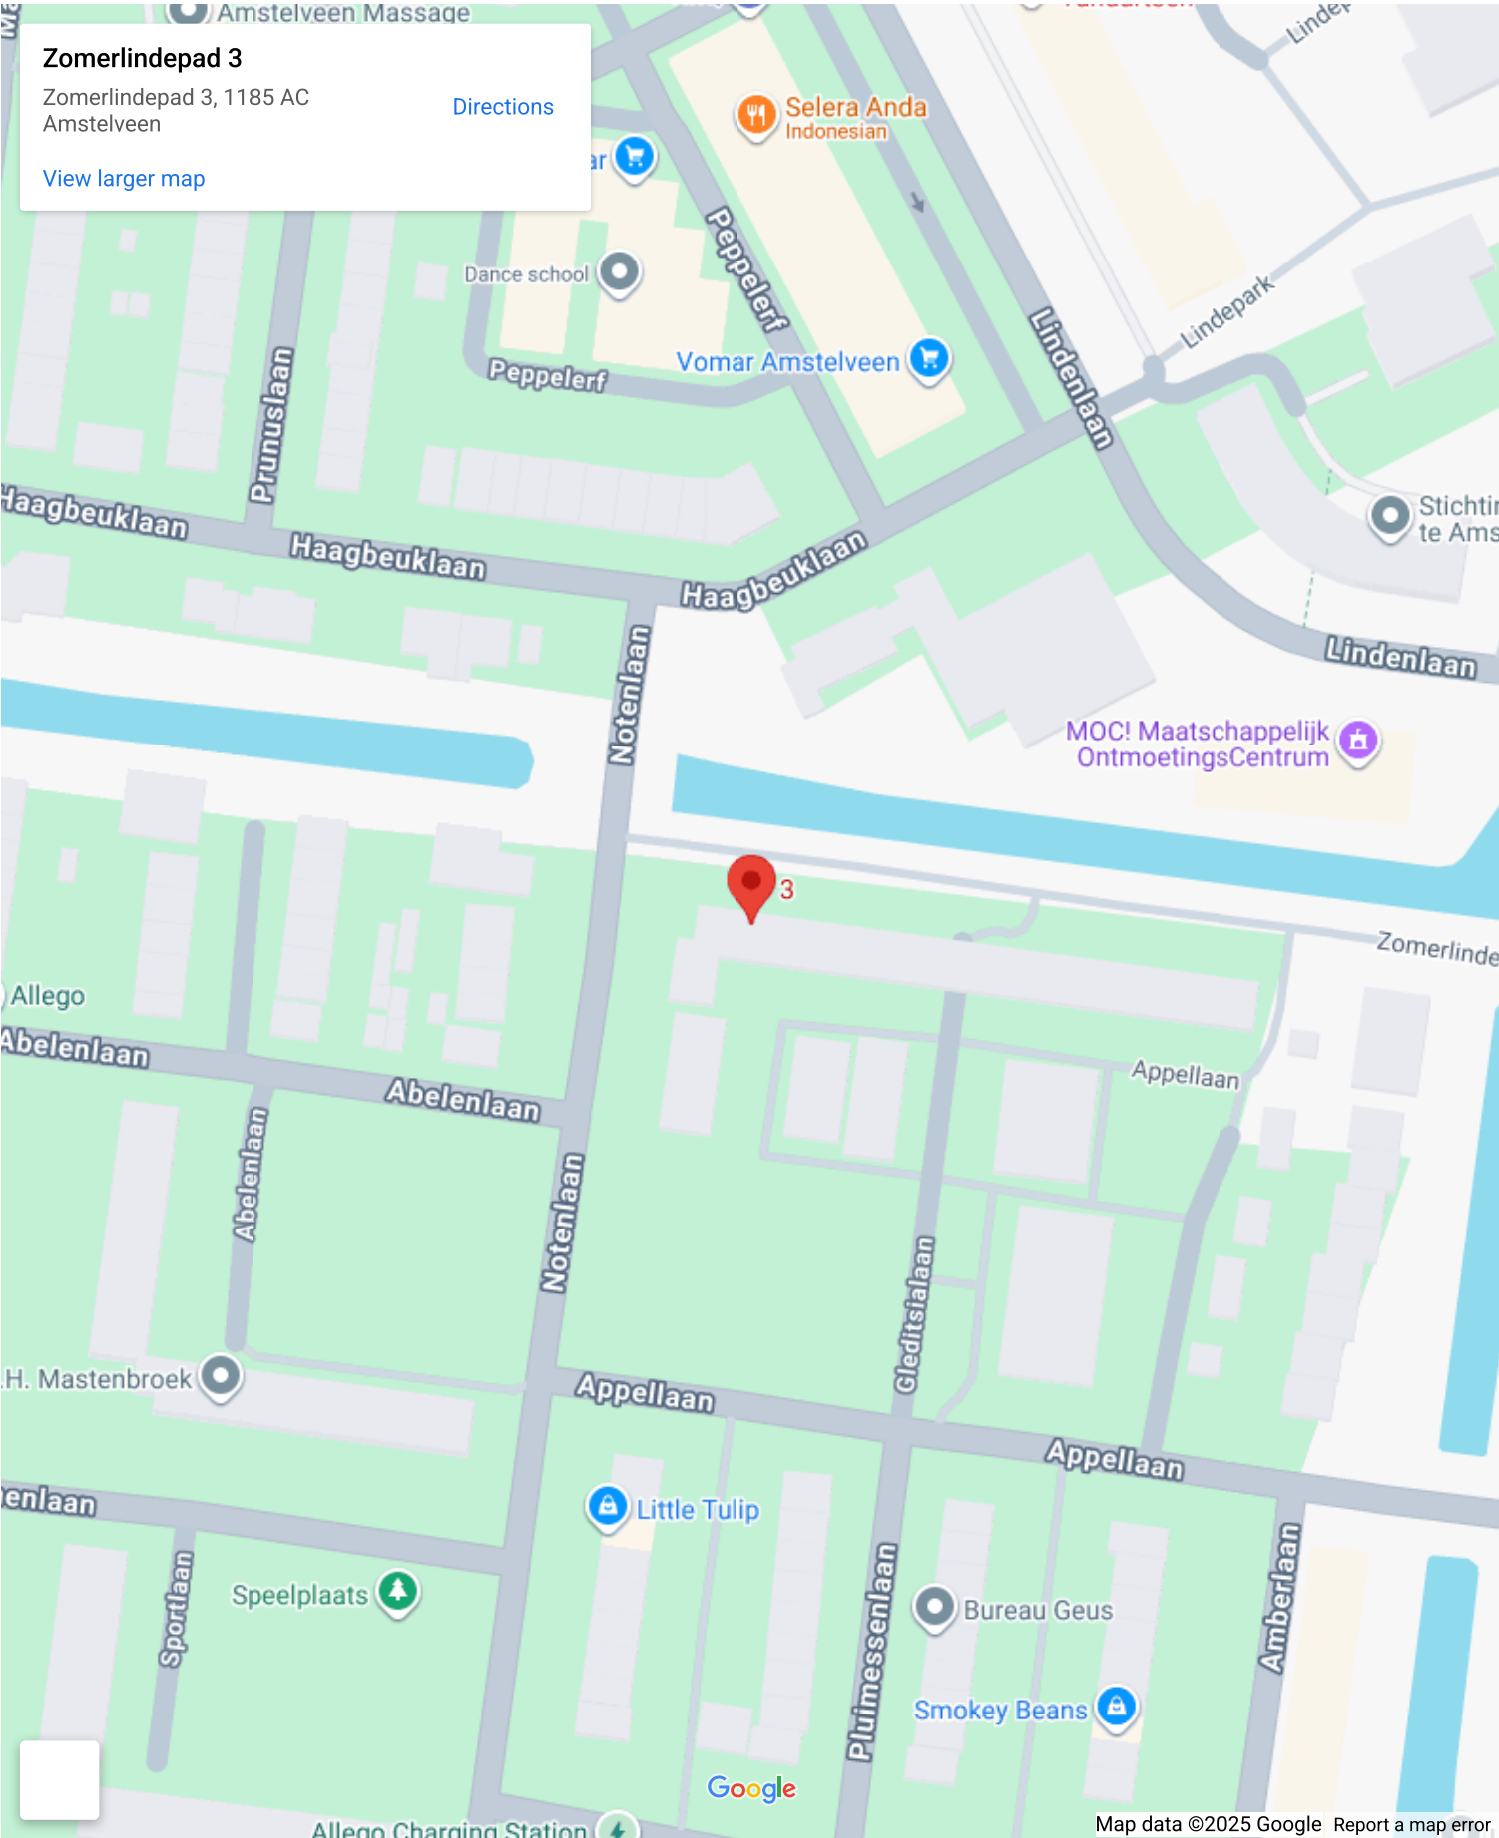 Amstelveen Massage
Zomerlindepad 3
Zomerlindepad 3, 1185 AC
Amstelveen
Directions
View larger map
Lindep
Selera Anda
Indonesian
ar
Peppelerf
Dance school
Lindepark
Lindenlaan
Vomar Amstelveen
Peppelerf
Prunuslaan
Haagbeuklaan
Haagbeuklaan
Haagbeuklaan
Stichtin
te Ams
Notenlaan
Lindenlaan
MOC! Maatschappelijk
OntmoetingsCentrum
3
Zomerlinde
Allego
Abelenlaan
Abelenlaan
Appellaan
Abelenlaan
Notenlaan
Gleditsialaan
.H. Mastenbroek
Appellaan
Appellaan
enlaan
Little Tulip
Sportlaan
Speelplaats
Pluimessenlaan
Bureau Geus
Amberlaan
Smokey Beans
Google
Allego Charging Station
Map data ©2025 Google
Report a map error